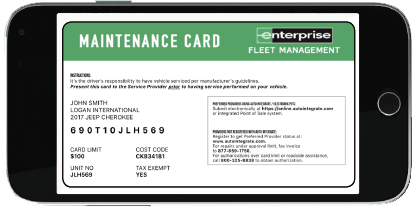 MAINTENANCE CARD
enterprise
FLEET MANAGEMENT
INSTRUCTIONS:
It's the driver's responsibility to have vehicle serviced per manufacturer's guidelines.
Present this card to the Service Provider prior to having service performed on your vehicle.
JOHN SMITH
LOGAN INTERNATIONAL
2017 JEEP CHEROKEE
690T10JLH569
CARD LIMIT
$100
COST CODE
CK834181
UNIT NO
JLH569
TAX EXEMPT
YES
PREFERRED PROVIDERS USING AUTO INTEGRATE / ELECTRONIC POS:
Submit electronically at https://online.autointegrate.com
or integrated Point of Sale system.
PROVIDERS NOT REGISTERED WITH AUTO INTEGRATE:
Register to get Preferred Provider status at:
www.autointegrate.com.
For repairs under approval limit, fax invoice
to 877-859-1750.
For authorizations over card limit or roadside assistance,
call 800-325-8838 to obtain authorization.